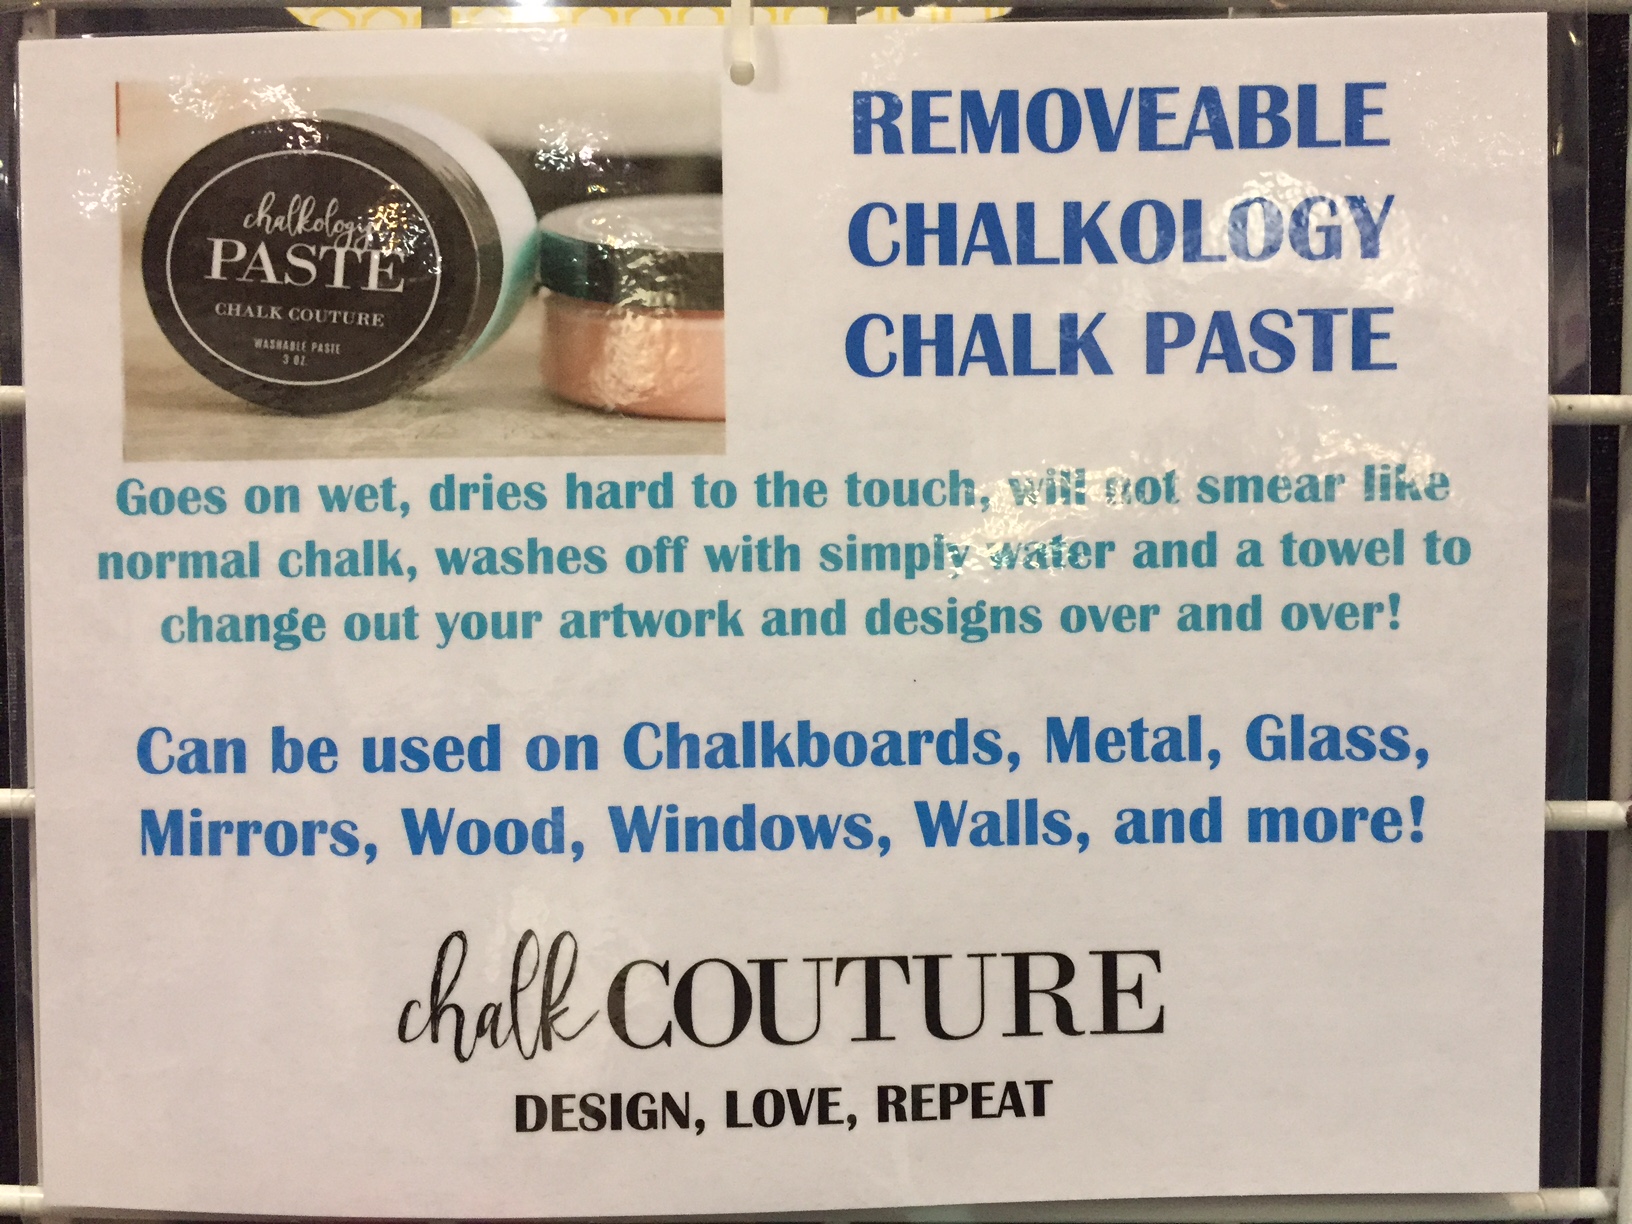 chalkology
PASTE
CHALK COUTURE
WASHABLE PASTE
3 OZ.
REMOVEABLE
CHALKOLOGY
CHALK PASTE
Goes on wet, dries hard to the touch, will not smear like
normal chalk, washes off with simply water and a towel to
change out your artwork and designs over and over!
Can be used on Chalkboards, Metal, Glass,
Mirrors, Wood, Windows, Walls, and more!
chalk COUTURE
DESIGN, LOVE, REPEAT